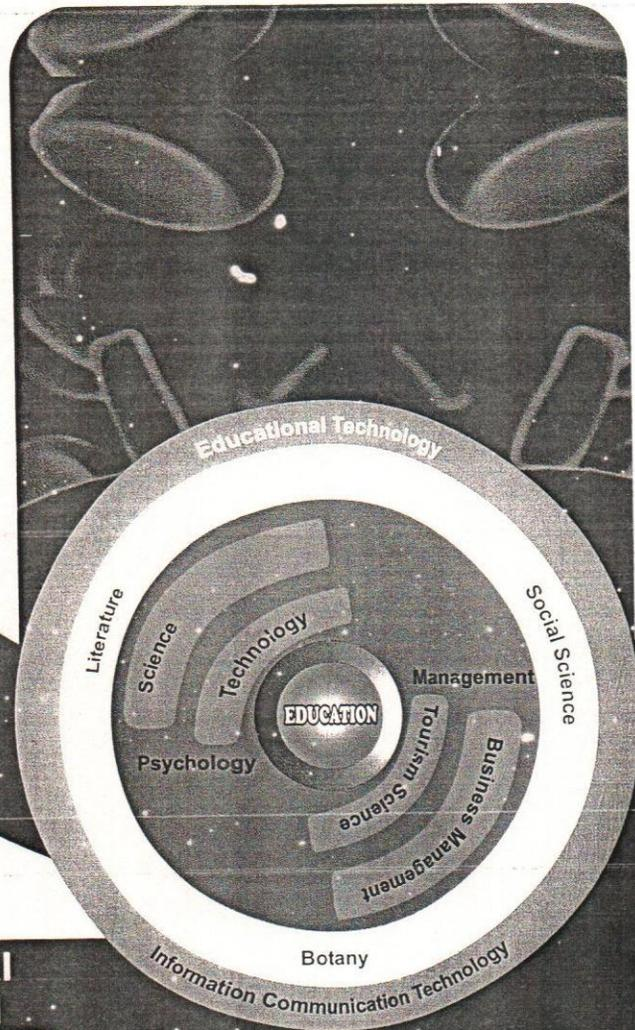 Educational Technology
Literature
Social Science
Science
Technology
Management
EDUCATION
Tourism Science
Business Management
Psychology
Botany
Information Communication Technology